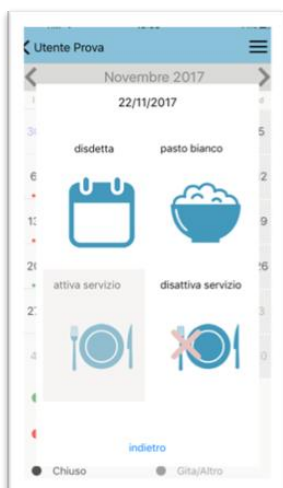 Utente Prova
Novembre 2017
22/11/2017
disdetta pasto bianco
attiva servizio disattiva servizio
indietro
Chiuso Gita/Altro